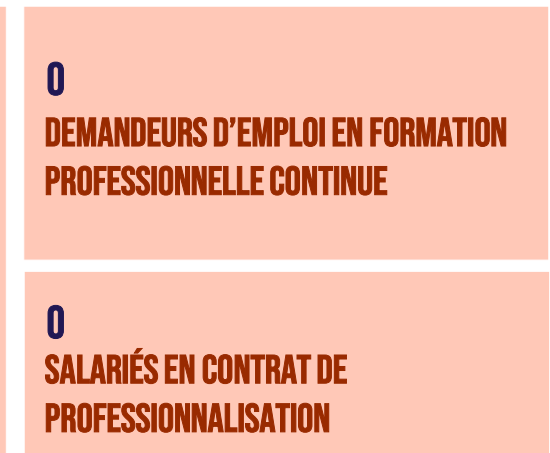 0
DEMANDEURS D’EMPLOI EN FORMATION
PROFESSIONNELLE CONTINUE
0
SALARIÉS EN CONTRAT DE
PROFESSIONNALISATION